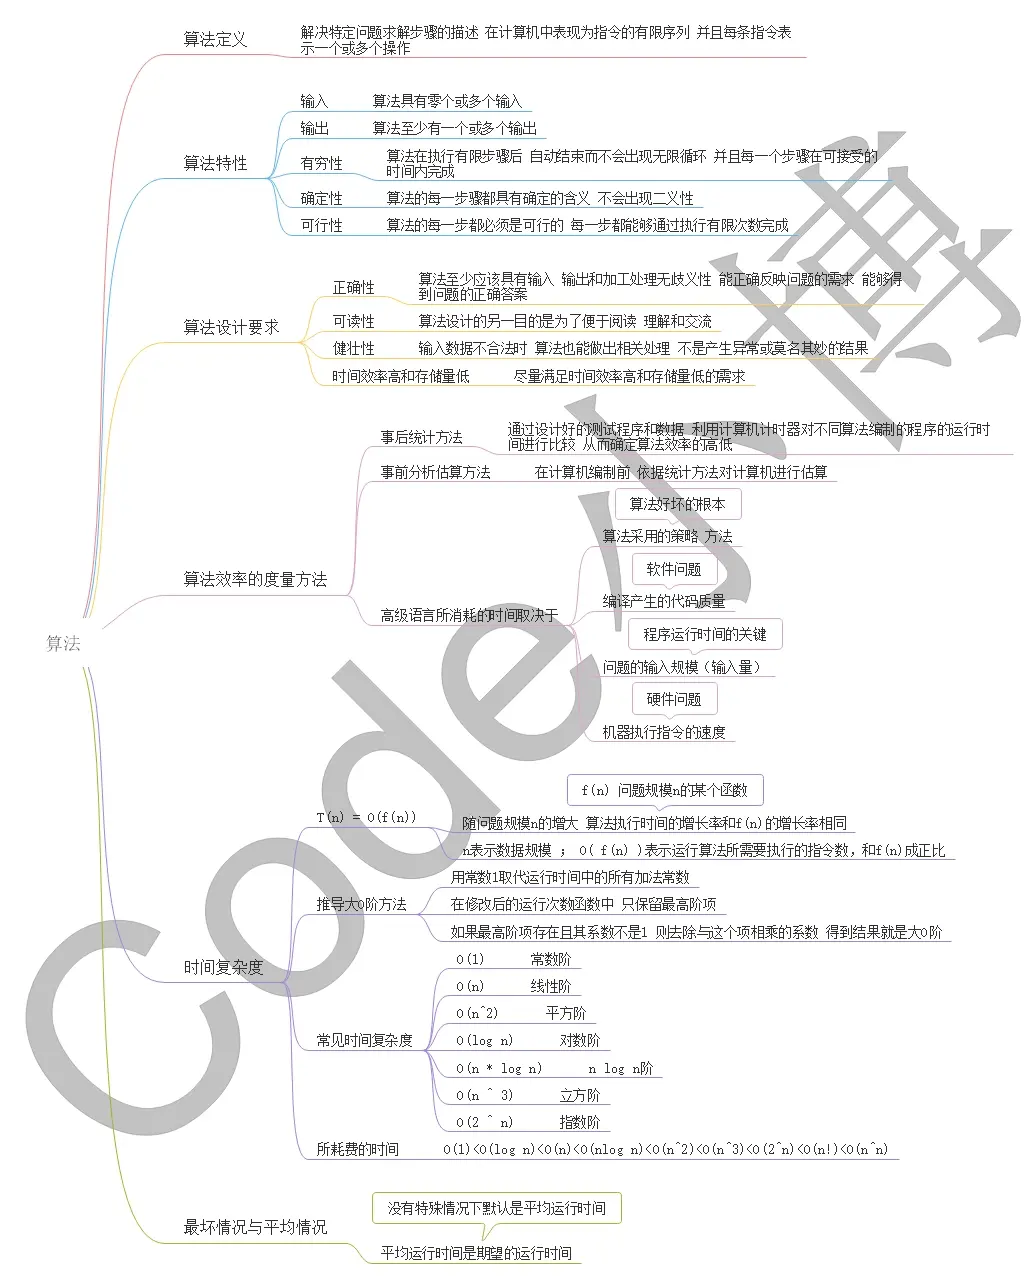 算法
算法定义
解决特定问题求解步骤的描述 在计算机中表现为指令的有限序列 并且每条指令表
示一个或多个操作
算法特性
输入 算法具有零个或多个输入
输出 算法至少有一个或多个输出
有穷性
算法在执行有限步骤后 自动结束而不会出现无限循环 并且每一个步骤在可接受的
时间内完成
确定性 算法的每一步骤都具有确定的含义 不会出现二义性
可行性 算法的每一步都必须是可行的 每一步都能够通过执行有限次数完成
算法设计要求
正确性
算法至少应该具有输入 输出和加工处理无歧义性 能正确反映问题的需求 能够得
到问题的正确答案
可读性 算法设计的另一目的是为了便于阅读 理解和交流
健壮性 输入数据不合法时 算法也能做出相关处理 不是产生异常或莫名其妙的结果
时间效率高和存储量低 尽量满足时间效率高和存储量低的需求
算法效率的度量方法
事后统计方法
通过设计好的测试程序和数据 利用计算机计时器对不同算法编制的程序的运行时
间进行比较 从而确定算法效率的高低
事前分析估算方法 在计算机编制前 依据统计方法对计算机进行估算
高级语言所消耗的时间取决于
算法好坏的根本
算法采用的策略 方法
软件问题
编译产生的代码质量
程序运行时间的关键
问题的输入规模（输入量）
硬件问题
机器执行指令的速度
时间复杂度
T(n) = O(f(n))
f(n) 问题规模n的某个函数
随问题规模n的增大 算法执行时间的增长率和f(n)的增长率相同
n表示数据规模 ； O( f(n) )表示运行算法所需要执行的指令数，和f(n)成正比
推导大O阶方法
用常数1取代运行时间中的所有加法常数
在修改后的运行次数函数中 只保留最高阶项
如果最高阶项存在且其系数不是1 则去除与这个项相乘的系数 得到结果就是大O阶
常见时间复杂度
O(1) 常数阶
O(n) 线性阶
O(n^2) 平方阶
O(log n) 对数阶
O(n * log n) n log n阶
O(n ^ 3) 立方阶
O(2 ^ n) 指数阶
所耗费的时间 O(1)<O(log n)<O(n)<O(nlog n)<O(n^2)<O(n^3)<O(2^n)<O(n!)<O(n^n)
最坏情况与平均情况
没有特殊情况下默认是平均运行时间
平均运行时间是期望的运行时间
Code小博